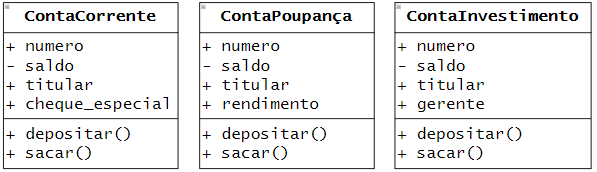 ContaCorrente
+ numero
- saldo
+ titular
+ cheque_especial
+ depositar()
+ sacar()
ContaPoupança
+ numero
- saldo
+ titular
+ rendimento
+ depositar()
+ sacar()
ContaInvestimento
+ numero
- saldo
+ titular
+ gerente
+ depositar()
+ sacar()